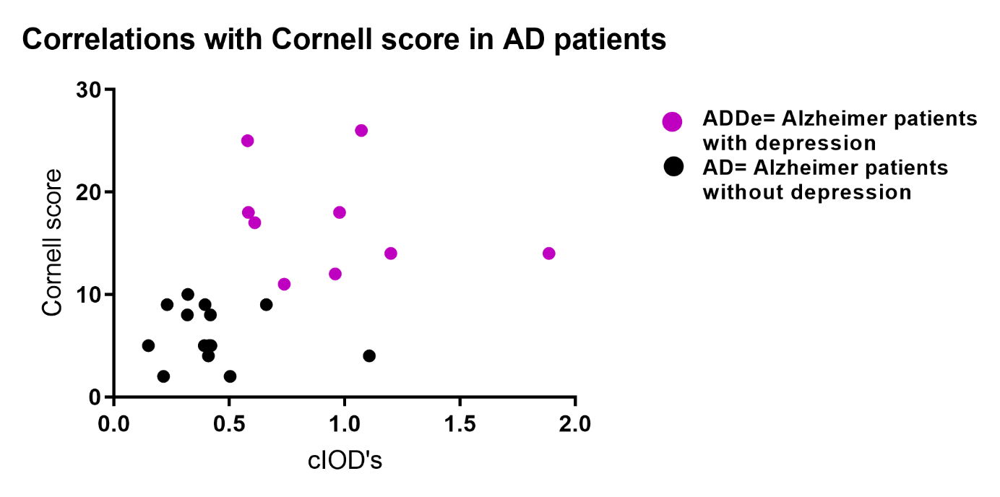 Correlations with Cornell score in AD patients
30
20
10
0
Cornell score
0.0 0.5 1.0 1.5 2.0
cIOD's
ADDe= Alzheimer patients
with depression
AD= Alzheimer patients
without depression